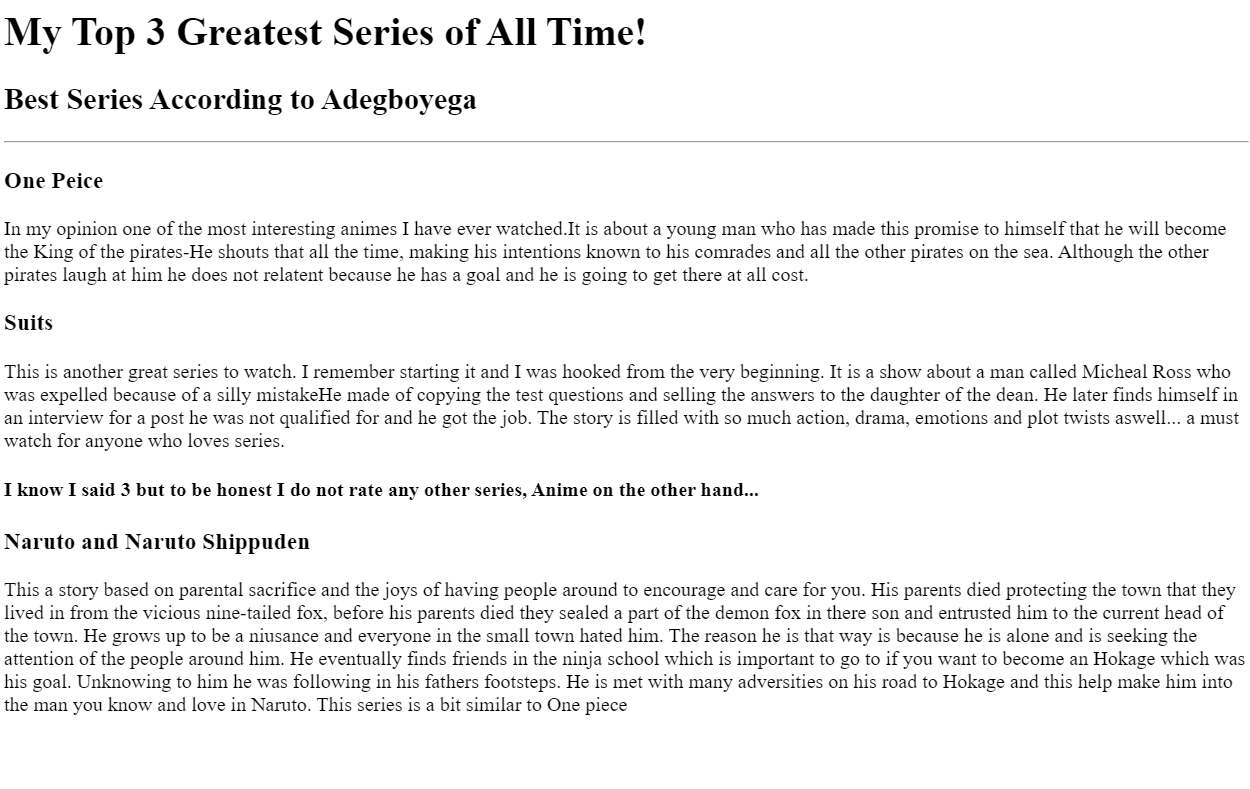 My Top 3 Greatest Series of All Time!
Best Series According to Adegboyega
One Peice
In my opinion one of the most interesting animes I have ever watched.It is about a young man who has made this promise to himself that he will become
the King of the pirates-He shouts that all the time, making his intentions known to his comrades and all the other pirates on the sea. Although the other
pirates laugh at him he does not relatent because he has a goal and he is going to get there at all cost.
Suits
This is another great series to watch. I remember starting it and I was hooked from the very beginning. It is a show about a man called Micheal Ross who
was expelled because of a silly mistakeHe made of copying the test questions and selling the answers to the daughter of the dean. He later finds himself in
an interview for a post he was not qualified for and he got the job. The story is filled with so much action, drama, emotions and plot twists aswell... a must
watch for anyone who loves series.
I know I said 3 but to be honest I do not rate any other series, Anime on the other hand...
Naruto and Naruto Shippuden
This a story based on parental sacrifice and the joys of having people around to encourage and care for you. His parents died protecting the town that they
lived in from the vicious nine-tailed fox, before his parents died they sealed a part of the demon fox in there son and entrusted him to the current head of
the town. He grows up to be a niusance and everyone in the small town hated him. The reason he is that way is because he is alone and is seeking the
attention of the people around him. He eventually finds friends in the ninja school which is important to go to if you want to become an Hokage which was
his goal. Unknowing to him he was following in his fathers footsteps. He is met with many adversities on his road to Hokage and this help make him into
the man you know and love in Naruto. This series is a bit similar to One piece